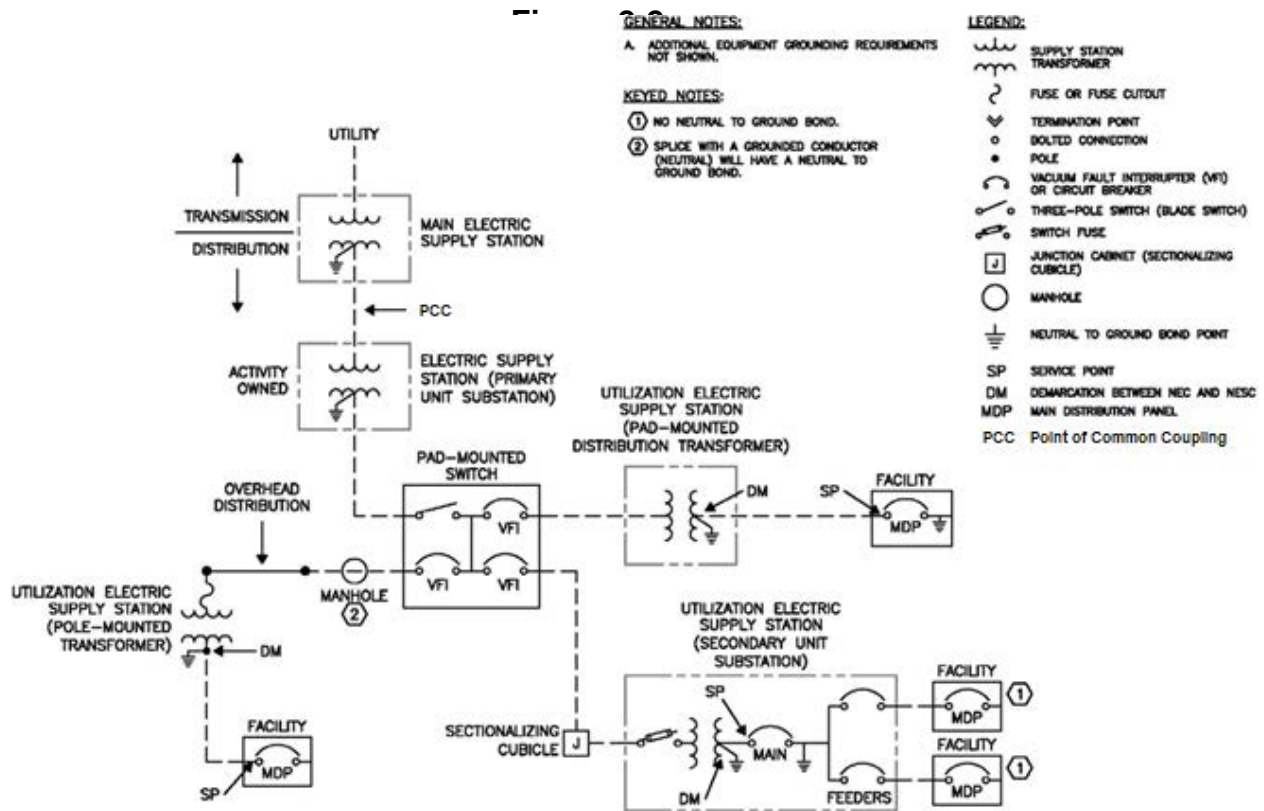 GENERAL NOTES:
A. ADDITIONAL EQUIPMENT GROUNDING REQUIREMENTS
NOT SHOWN.
KEYED NOTES:
1 NO NEUTRAL TO GROUND BOND.
2 SPLICE WITH A GROUNDED CONDUCTOR
(NEUTRAL) WILL HAVE A NEUTRAL TO
GROUND BOND.
LEGEND:
SUPPLY STATION
TRANSFORMER
FUSE OR FUSE CUTOUT
TERMINATION POINT
BOLTED CONNECTION
POLE
VACUUM FAULT INTERRUPTER (VFI)
OR CIRCUIT BREAKER
THREE-POLE SWITCH (BLADE SWITCH)
SWITCH FUSE
J
JUNCTION CABINET (SECTIONALIZING
CUBICLE)
MANHOLE
NEUTRAL TO GROUND BOND POINT
SP SERVICE POINT
DM DEMARCATION BETWEEN NEC AND NESC
MDP MAIN DISTRIBUTION PANEL
PCC Point of Common Coupling
UTILITY
TRANSMISSION
DISTRIBUTION
MAIN ELECTRIC
SUPPLY STATION
PCC
ACTIVITY
OWNED
ELECTRIC SUPPLY
STATION (PRIMARY
UNIT SUBSTATION)
UTILIZATION ELECTRIC
SUPPLY STATION
(PAD-MOUNTED
DISTRIBUTION TRANSFORMER)
PAD-MOUNTED
SWITCH
VFI
VFI
VFI
DM
SP
FACILITY
MDP
OVERHEAD
DISTRIBUTION
MANHOLE
2
UTILIZATION ELECTRIC
SUPPLY STATION
(POLE-MOUNTED
TRANSFORMER)
DM
FACILITY
MDP
SP
SECTIONALIZING
CUBICLE
J
UTILIZATION ELECTRIC
SUPPLY STATION
(SECONDARY UNIT
SUBSTATION)
SP
MAIN
DM
FEEDERS
FACILITY
MDP
1
FACILITY
MDP
1